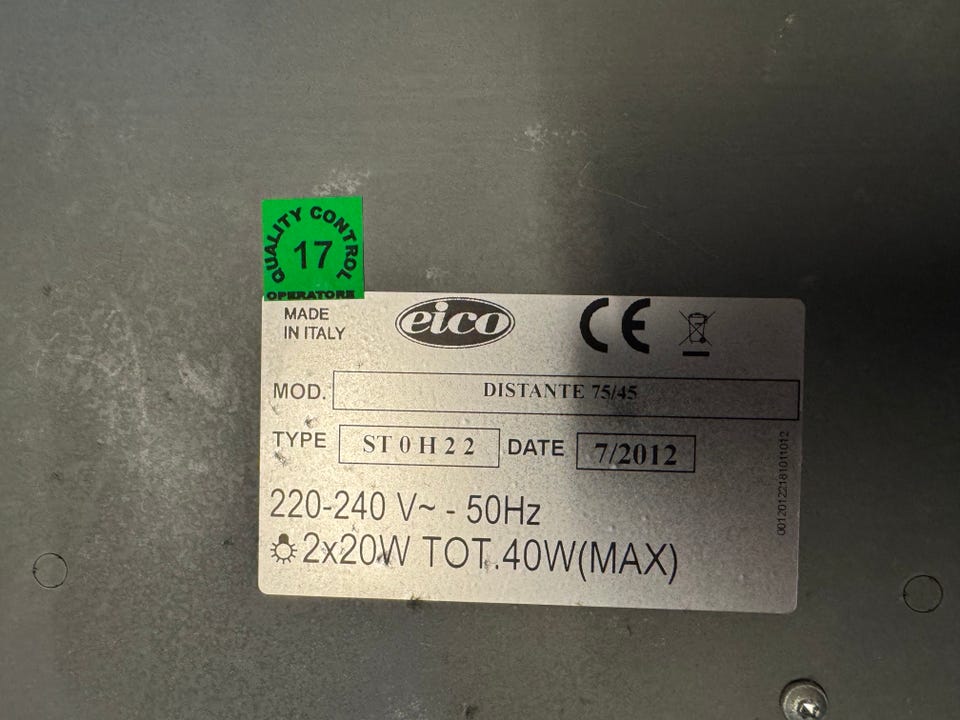 QUALITY CONTROL
17
OPERATORE
MADE
IN ITALY
eico
CE
MOD. DISTANTE 75/45
TYPE ST 0 H 2 2 DATE 7/2012
220-240 V~ - 50Hz
2x20W TOT.40W(MAX)
00120122181011012